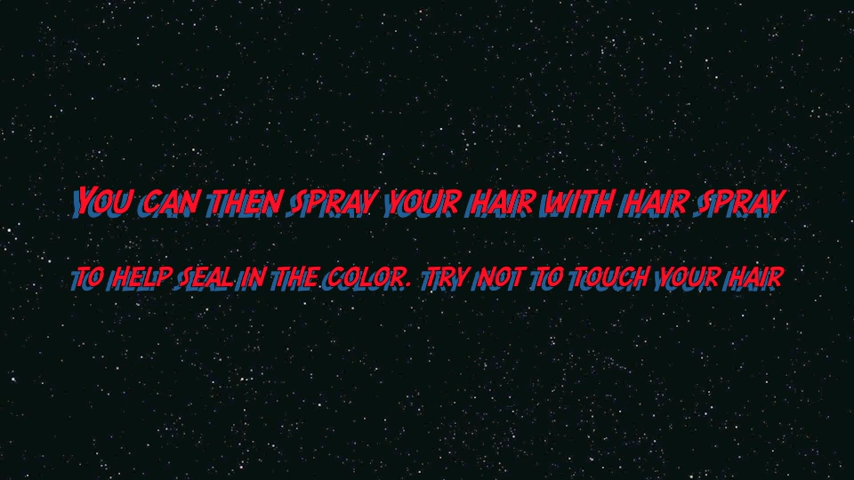 You can then spray your hair with hair spray
to help seal in the color. try not to touch your hair